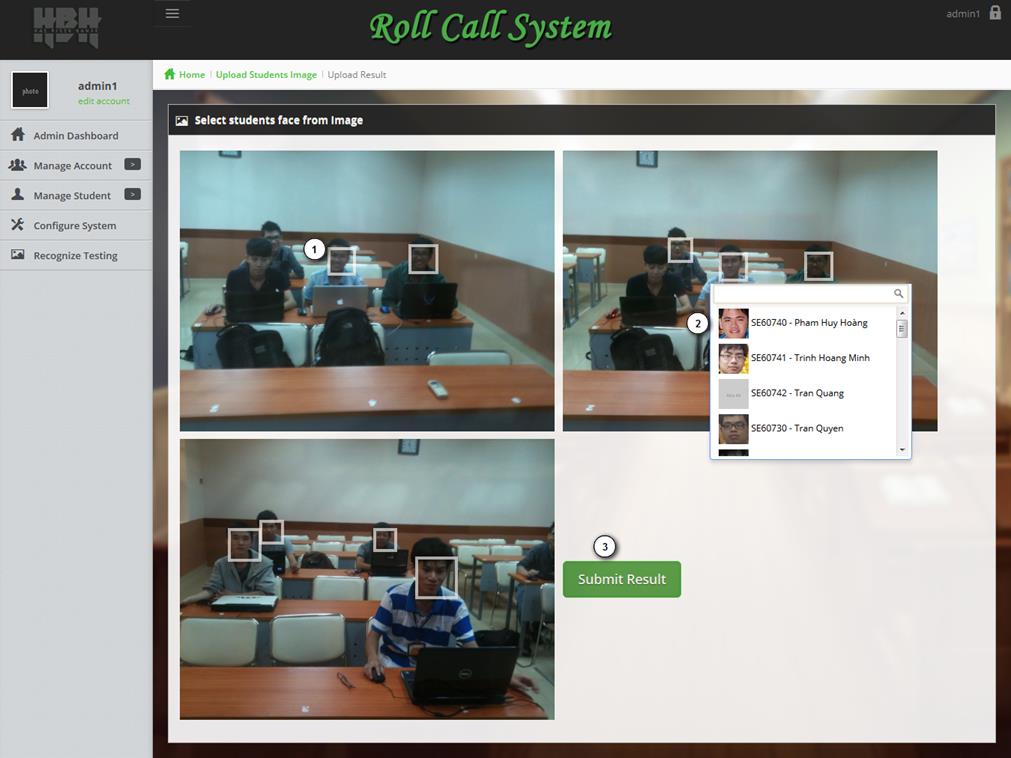 HBH
Roll Call System
admin1
photo
admin1
edit account
Home | Upload Students Image | Upload Result
Admin Dashboard
Manage Account >
Manage Student >
Configure System
Recognize Testing
Select students face from Image
1
2
SE60740 - Pham Huy Hoàng
SE60741 - Trinh Hoang Minh
SE60742 - Tran Quang
SE60730 - Tran Quyen
3
Submit Result